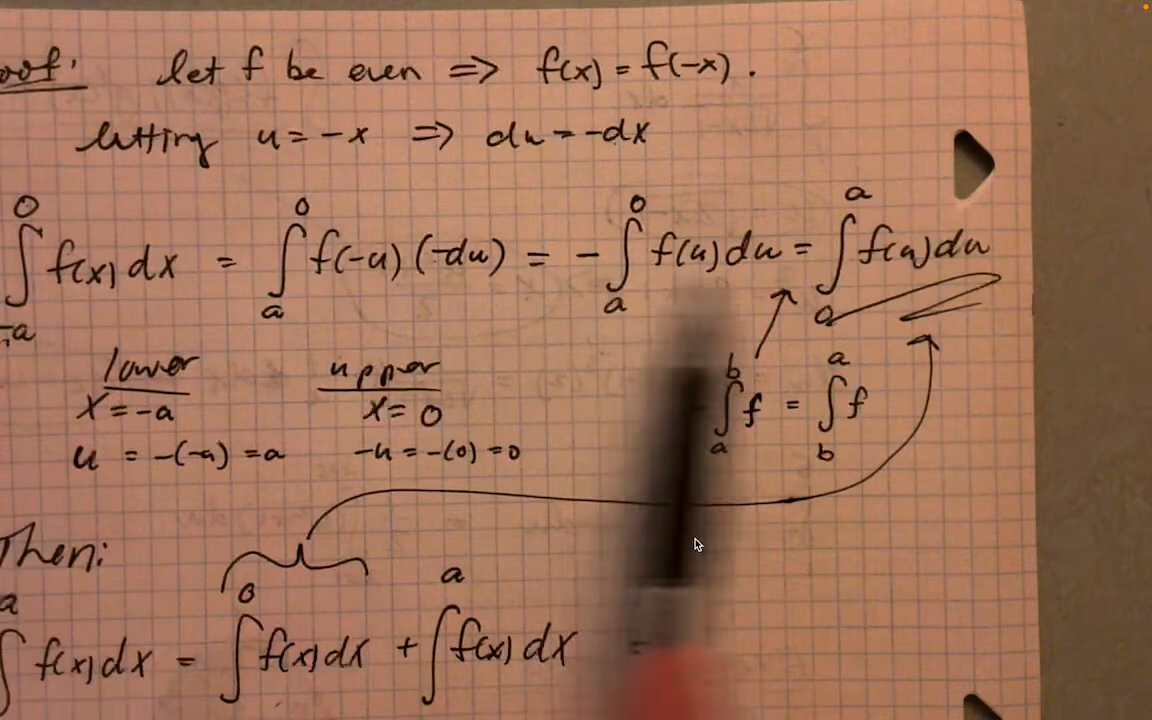 oof: let f be even => f(x) = f(-x).
letting u = -x => du = -dx
∫_{-a}^{0} f(x) dx = ∫_{a}^{0} f(-u) (-du) = - ∫_{a}^{0} f(u) du = ∫_{0}^{a} f(u) du
lower upper
x = -a x = 0
u = -(-a) = a -u = -(0) = 0
∫_{a}^{b} f = ∫_{b}^{a} f
Then:
∫^{a} f(x) dx = ∫^{0} f(x) dx + ∫^{a} f(x) dx =